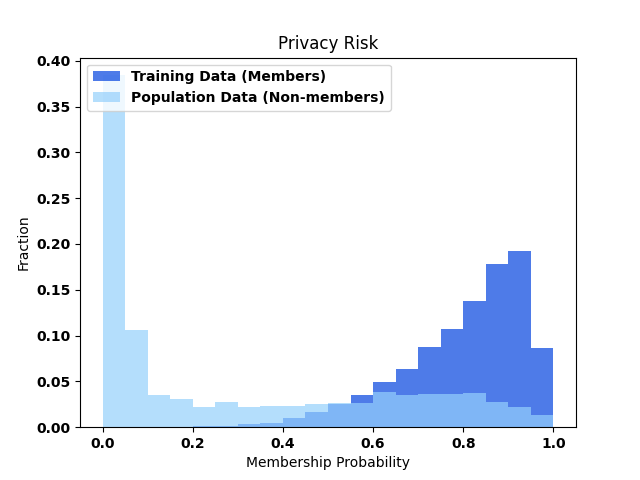 Privacy Risk
Training Data (Members)
Population Data (Non-members)
0.40
0.35
0.30
0.25
0.20
0.15
0.10
0.05
0.00
Fraction
0.0 0.2 0.4 0.6 0.8 1.0
Membership Probability